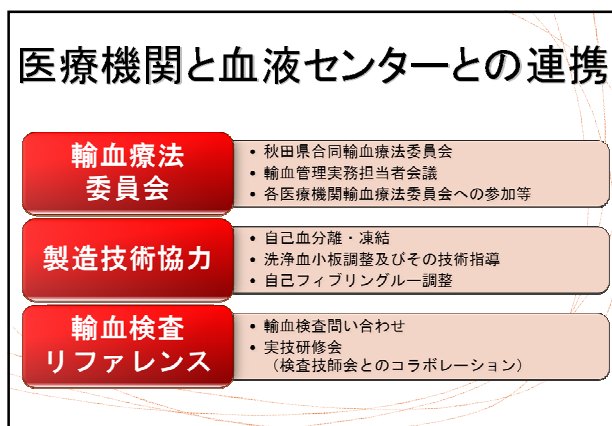 医療機関と血液センターとの連携
輸血療法
委員会
• 秋田県合同輸血療法委員会
• 輸血管理実務担当者会議
• 各医療機関輸血療法委員会への参加等
製造技術協力
• 自己血分離・凍結
• 洗浄血小板調整及びその技術指導
• 自己フィブリングルー調整
輸血検査
リファレンス
• 輸血検査問い合わせ
• 実技研修会
（検査技師会とのコラボレーション）